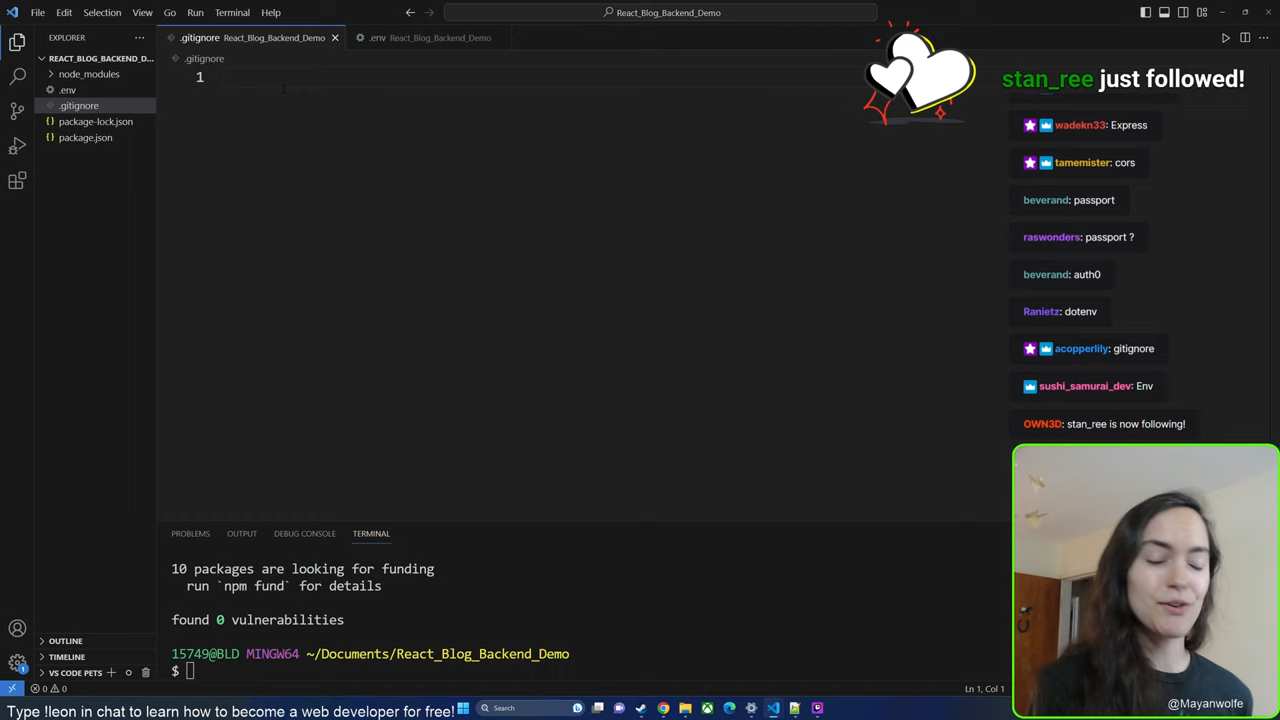 File Edit Selection View Go Run Terminal Help
React_Blog_Backend_Demo
EXPLORER
REACT_BLOG_BACKEND_D...
node_modules
.env
.gitignore
package-lock.json
package.json
OUTLINE
TIMELINE
VS CODE PETS
.gitignore React_Blog_Backend_Demo
.env React_Blog_Backend_Demo
.gitignore
1
stan_ree just followed!
wadekn33: Express
tamemister: cors
beverand: passport
raswonders: passport ?
beverand: auth0
Ranietz: dotenv
acopperlily: gitignore
sushi_samurai_dev: Env
OWN3D: stan_ree is now following!
PROBLEMS OUTPUT DEBUG CONSOLE TERMINAL
10 packages are looking for funding
run `npm fund` for details
found 0 vulnerabilities
15749@BLD MINGW64 ~/Documents/React_Blog_Backend_Demo
$
1
0 0
Ln 1, Col 1
@Mayanwolfe
Type !leon in chat to learn how to become a web developer for free!
Search